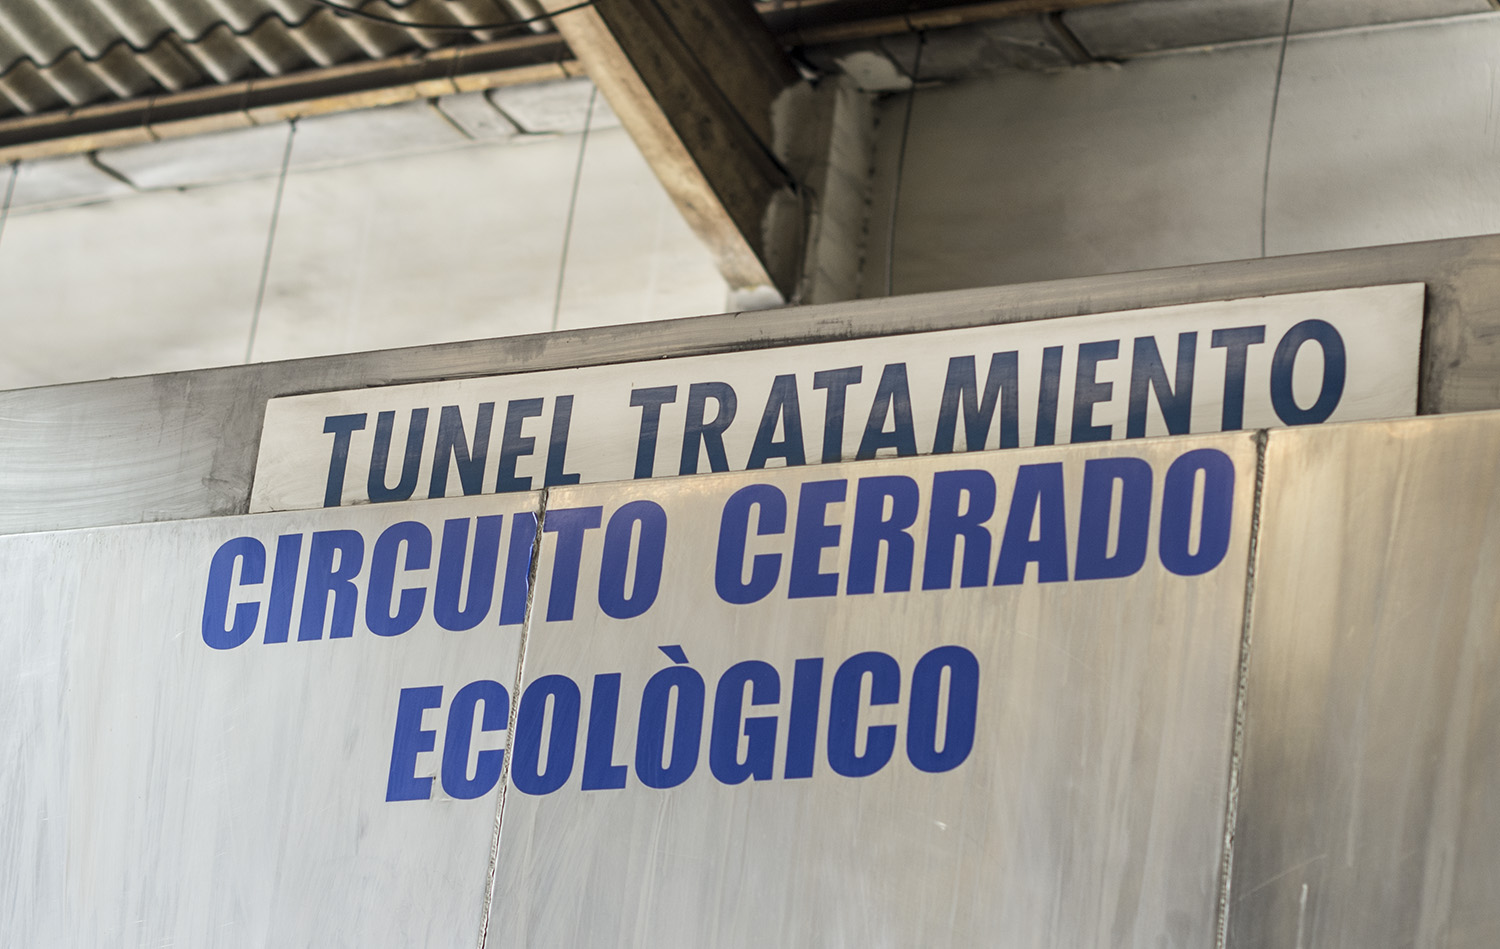 TUNEL TRATAMIENTO
CIRCUITO CERRADO
ECOLÒGICO